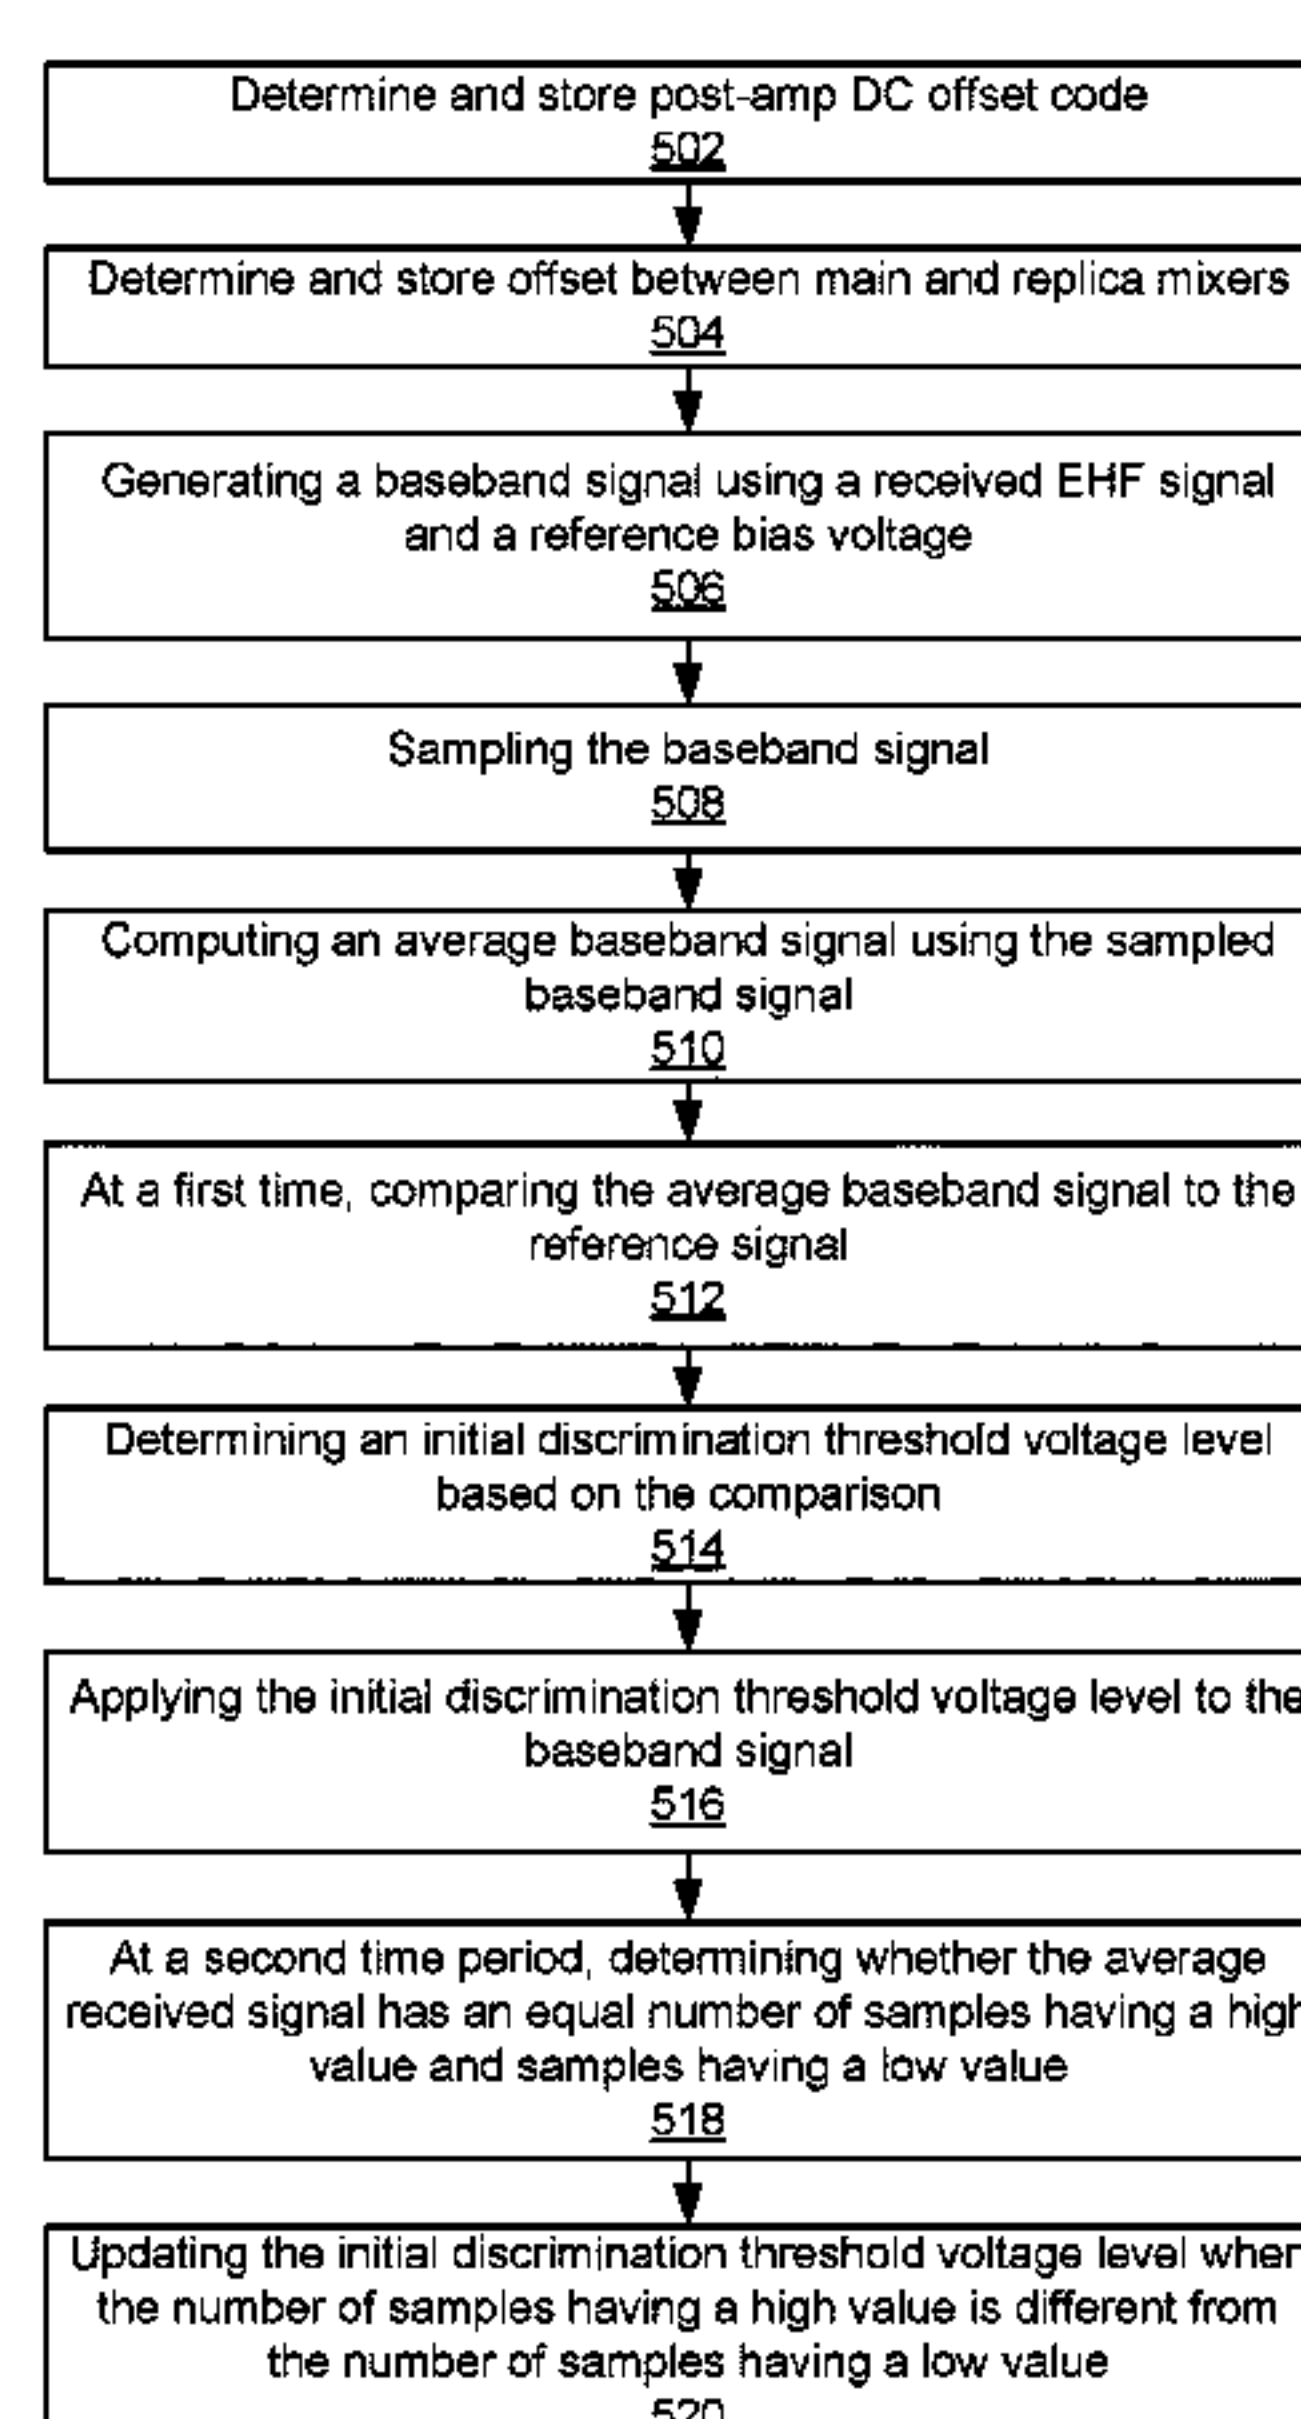 Determine and store post-amp DC offset code
502
Determine and store offset between main and replica mixers
504
Generating a baseband signal using a received EHF signal
and a reference bias voltage
506
Sampling the baseband signal
508
Computing an average baseband signal using the sampled
baseband signal
510
At a first time, comparing the average baseband signal to the
reference signal
512
Determining an initial discrimination threshold voltage level
based on the comparison
514
Applying the initial discrimination threshold voltage level to the
baseband signal
516
At a second time period, determining whether the average
received signal has an equal number of samples having a high
value and samples having a low value
518
Updating the initial discrimination threshold voltage level when
the number of samples having a high value is different from
the number of samples having a low value
520